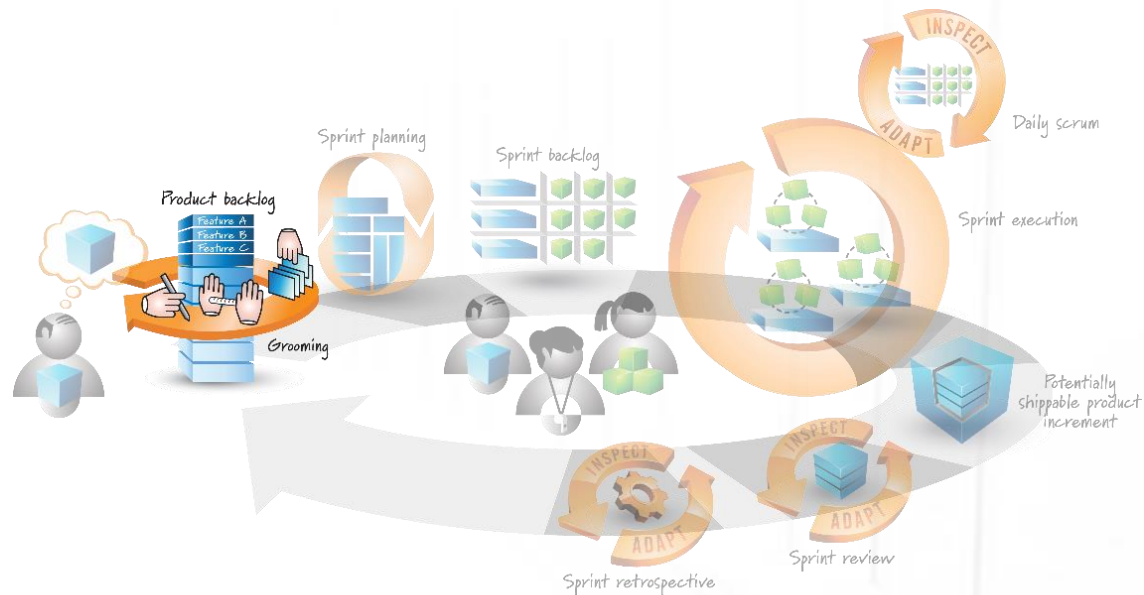 INSPECT
ADAPT
Daily scrum
Sprint planning
Sprint backlog
Product backlog
Feature A
Feature B
Feature C
Sprint execution
Grooming
Potentially
shippable product
increment
INSPECT
ADAPT
Sprint review
INSPECT
ADAPT
Sprint retrospective